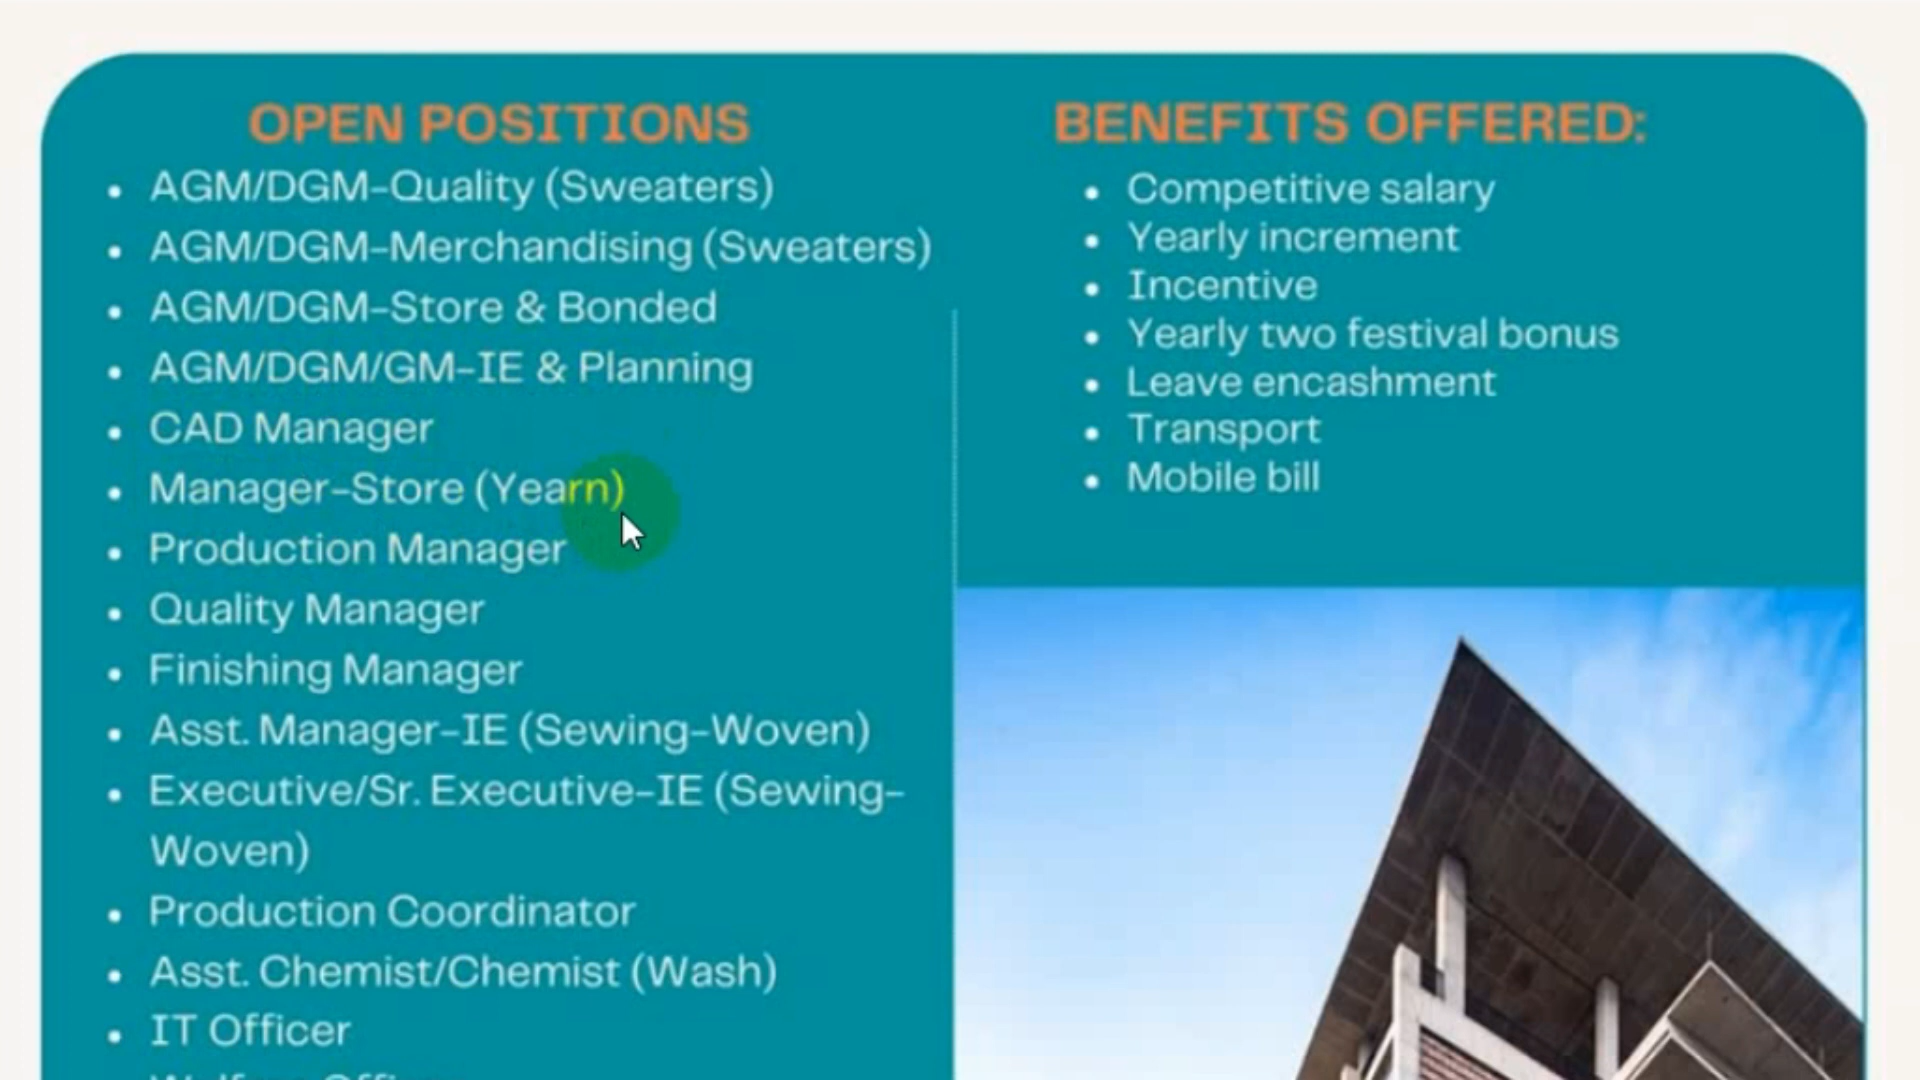 OPEN POSITIONS
• AGM/DGM-Quality (Sweaters)
• AGM/DGM-Merchandising (Sweaters)
• AGM/DGM-Store & Bonded
• AGM/DGM/GM-IE & Planning
• CAD Manager
• Manager-Store (Yearn)
• Production Manager
• Quality Manager
• Finishing Manager
• Asst. Manager-IE (Sewing-Woven)
• Executive/Sr. Executive-IE (Sewing-
Woven)
• Production Coordinator
• Asst. Chemist/Chemist (Wash)
• IT Officer
BENEFITS OFFERED:
• Competitive salary
• Yearly increment
• Incentive
• Yearly two festival bonus
• Leave encashment
• Transport
• Mobile bill